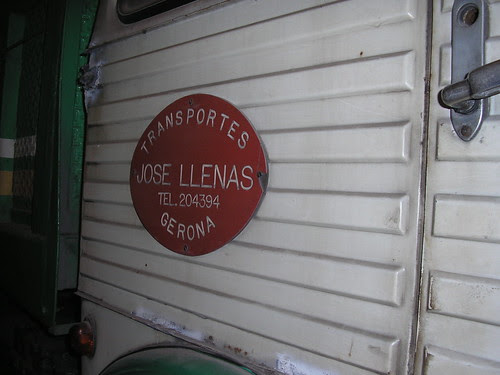 TRANSPORTES
JOSE LLENAS
TEL. 204394
GERONA